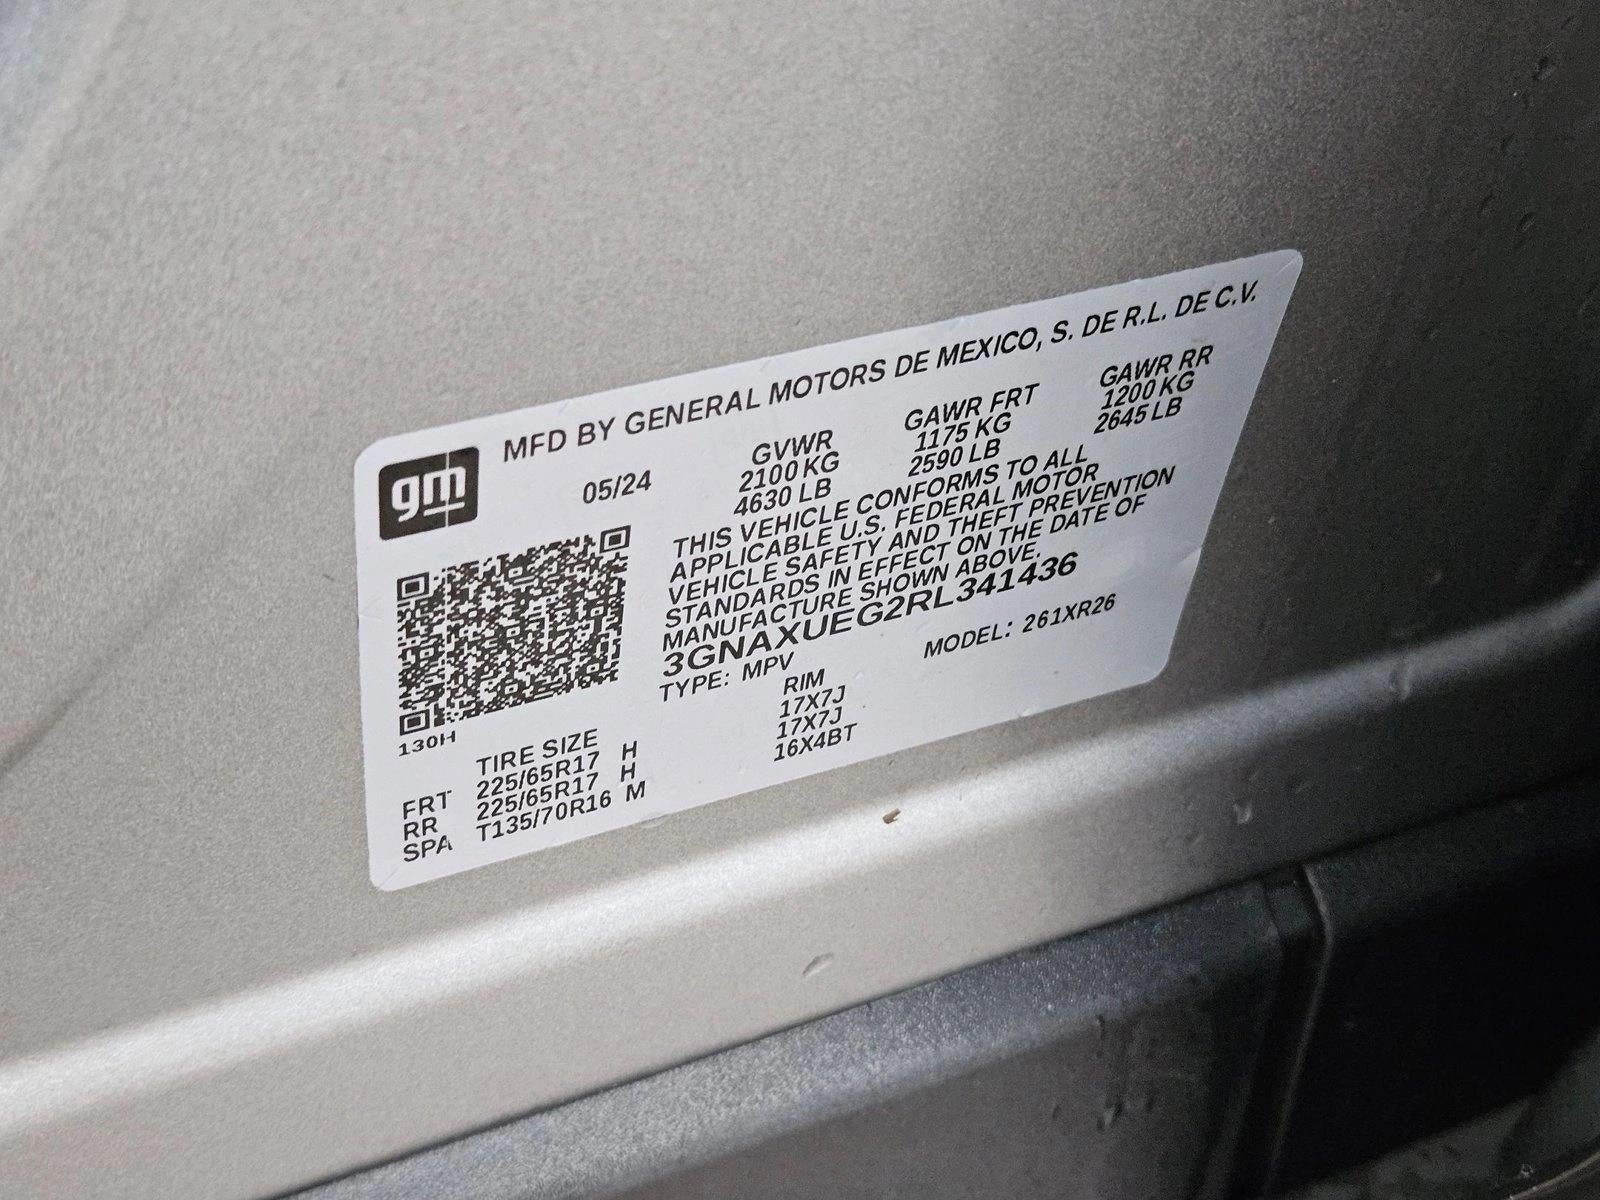 gm
MFD BY GENERAL MOTORS DE MEXICO, S. DE R.L. DE C.V.
05/24
GVWR GAWR FRT GAWR RR
2100 KG 1175 KG 1200 KG
4630 LB 2590 LB 2645 LB
THIS VEHICLE CONFORMS TO ALL
APPLICABLE U.S. FEDERAL MOTOR
VEHICLE SAFETY AND THEFT PREVENTION
STANDARDS IN EFFECT ON THE DATE OF
MANUFACTURE SHOWN ABOVE.
3GNAXUEG2RL341436
TYPE: MPV MODEL: 261XR26
130H
TIRE SIZE RIM
FRT 225/65R17 H 17X7J
RR 225/65R17 H 17X7J
SPA T135/70R16 M 16X4BT